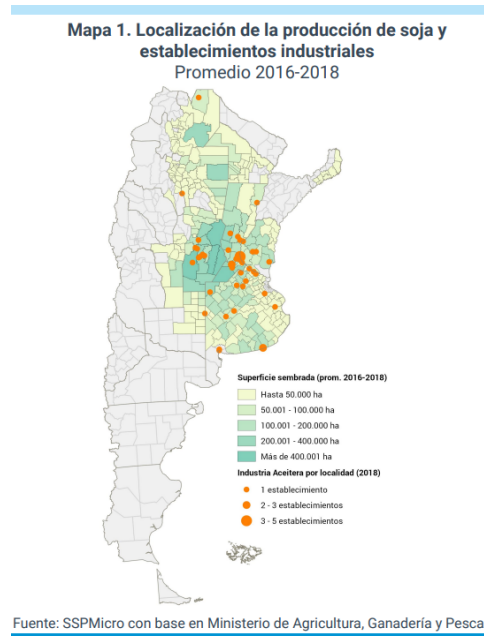 Mapa 1. Localización de la producción de soja y
establecimientos industriales
Promedio 2016-2018
Superficie sembrada (prom. 2016-2018)
Hasta 50.000 ha
50.001 - 100.000 ha
100.001 - 200.000 ha
200.001 - 400.000 ha
Más de 400.001 ha
Industria Aceitera por localidad (2018)
1 establecimiento
2 - 3 establecimientos
3 - 5 establecimientos
Fuente: SSPMicro con base en Ministerio de Agricultura, Ganadería y Pesca